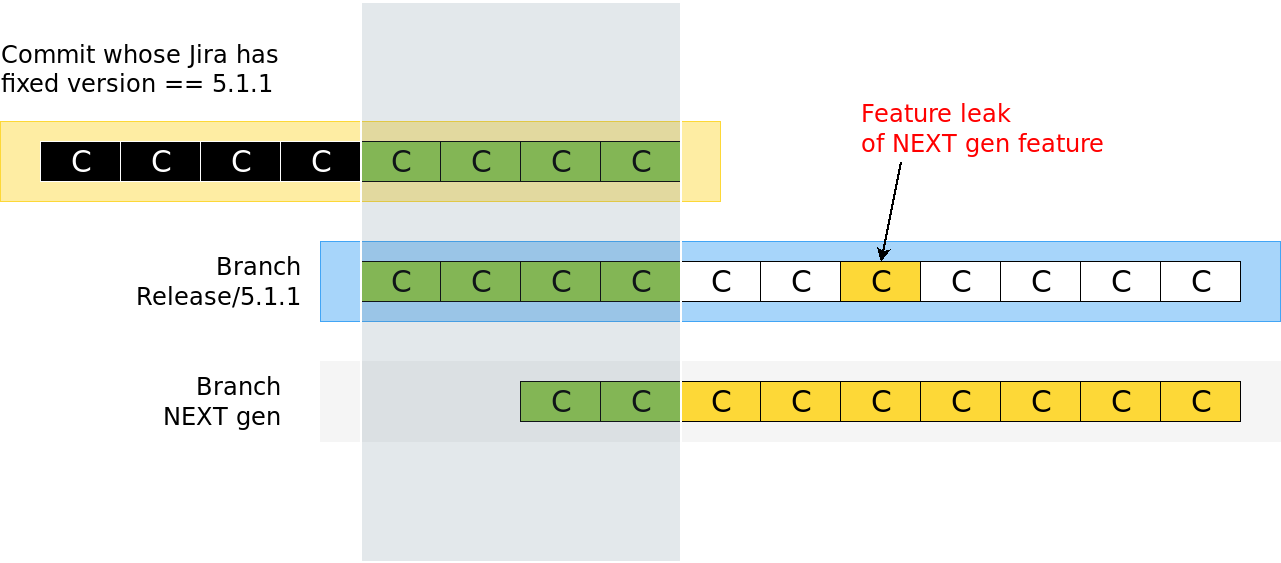 Commit whose Jira has
fixed version == 5.1.1
Feature leak
of NEXT gen feature
C C C C C C C C
Branch
Release/5.1.1
C C C C C C C C C C C
Branch
NEXT gen
C C C C C C C C C